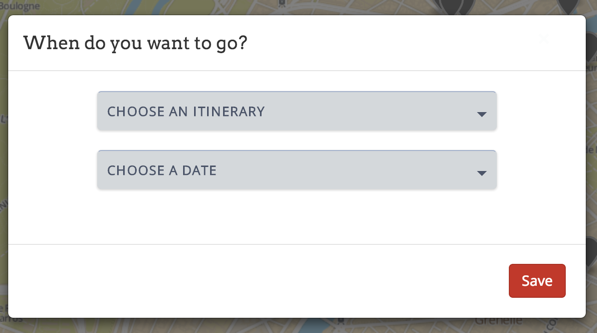 Boulogne
When do you want to go?
CHOOSE AN ITINERARY
CHOOSE A DATE
Save
Grenelle